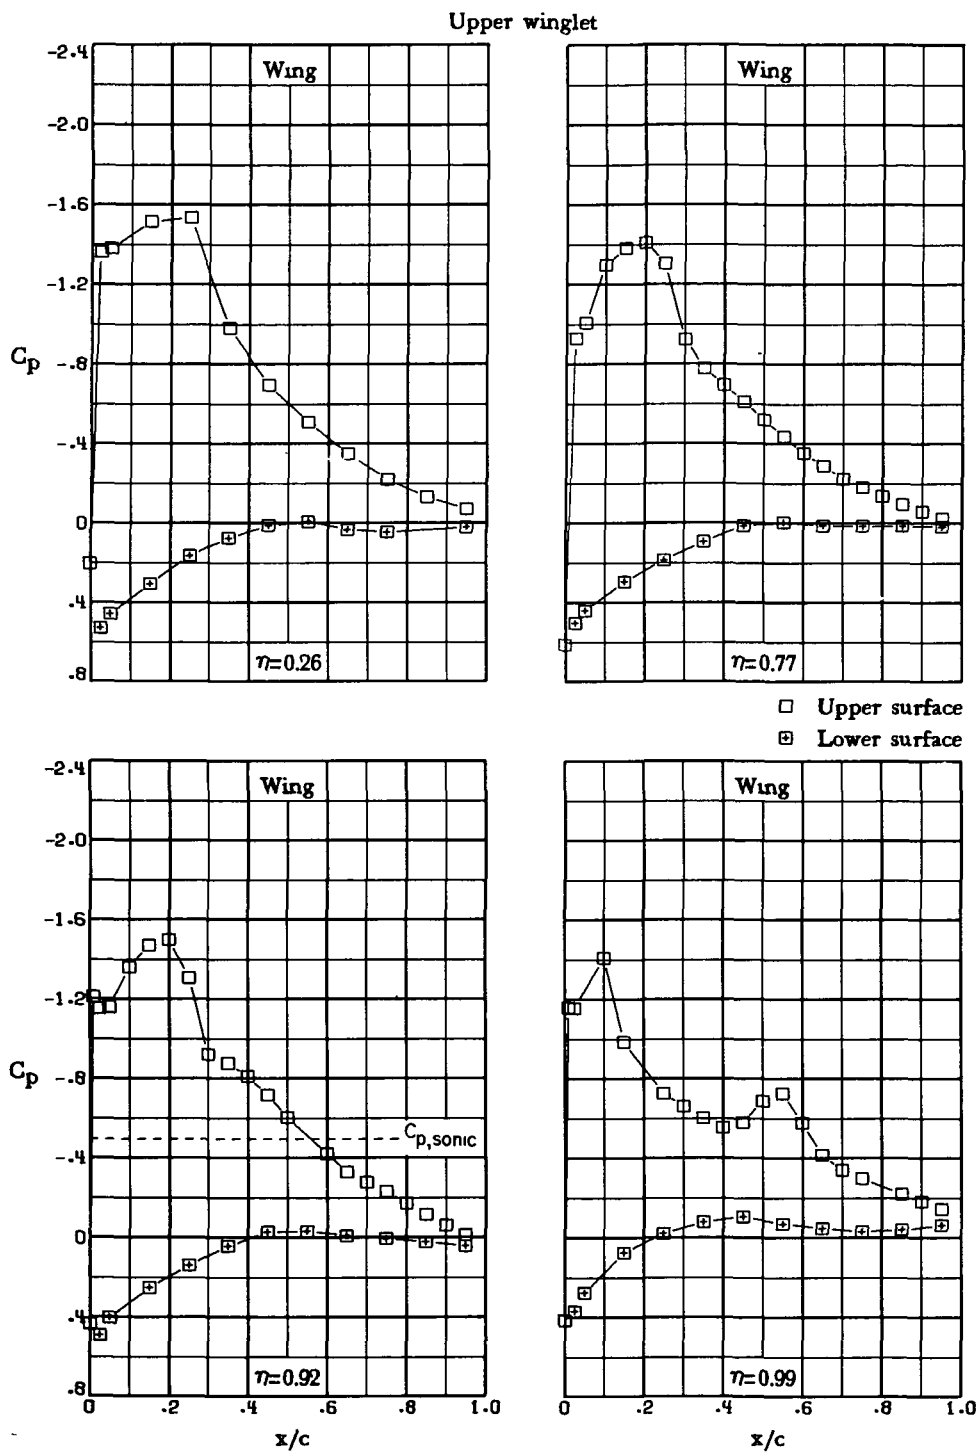 Upper winglet
Wing
Wing
-2.4
-2.0
-1.6
-1.2
Cp
-.8
-.4
0
.4
.8
η=0.26
η=0.77
Upper surface
Lower surface
Wing
Wing
-2.4
-2.0
-1.6
-1.2
Cp
-.8
Cp,sonic
-.4
0
.4
.8
η=0.92
η=0.99
0 .2 .4 .6 .8 1.0
0 .2 .4 .6 .8 1.0
x/c
x/c